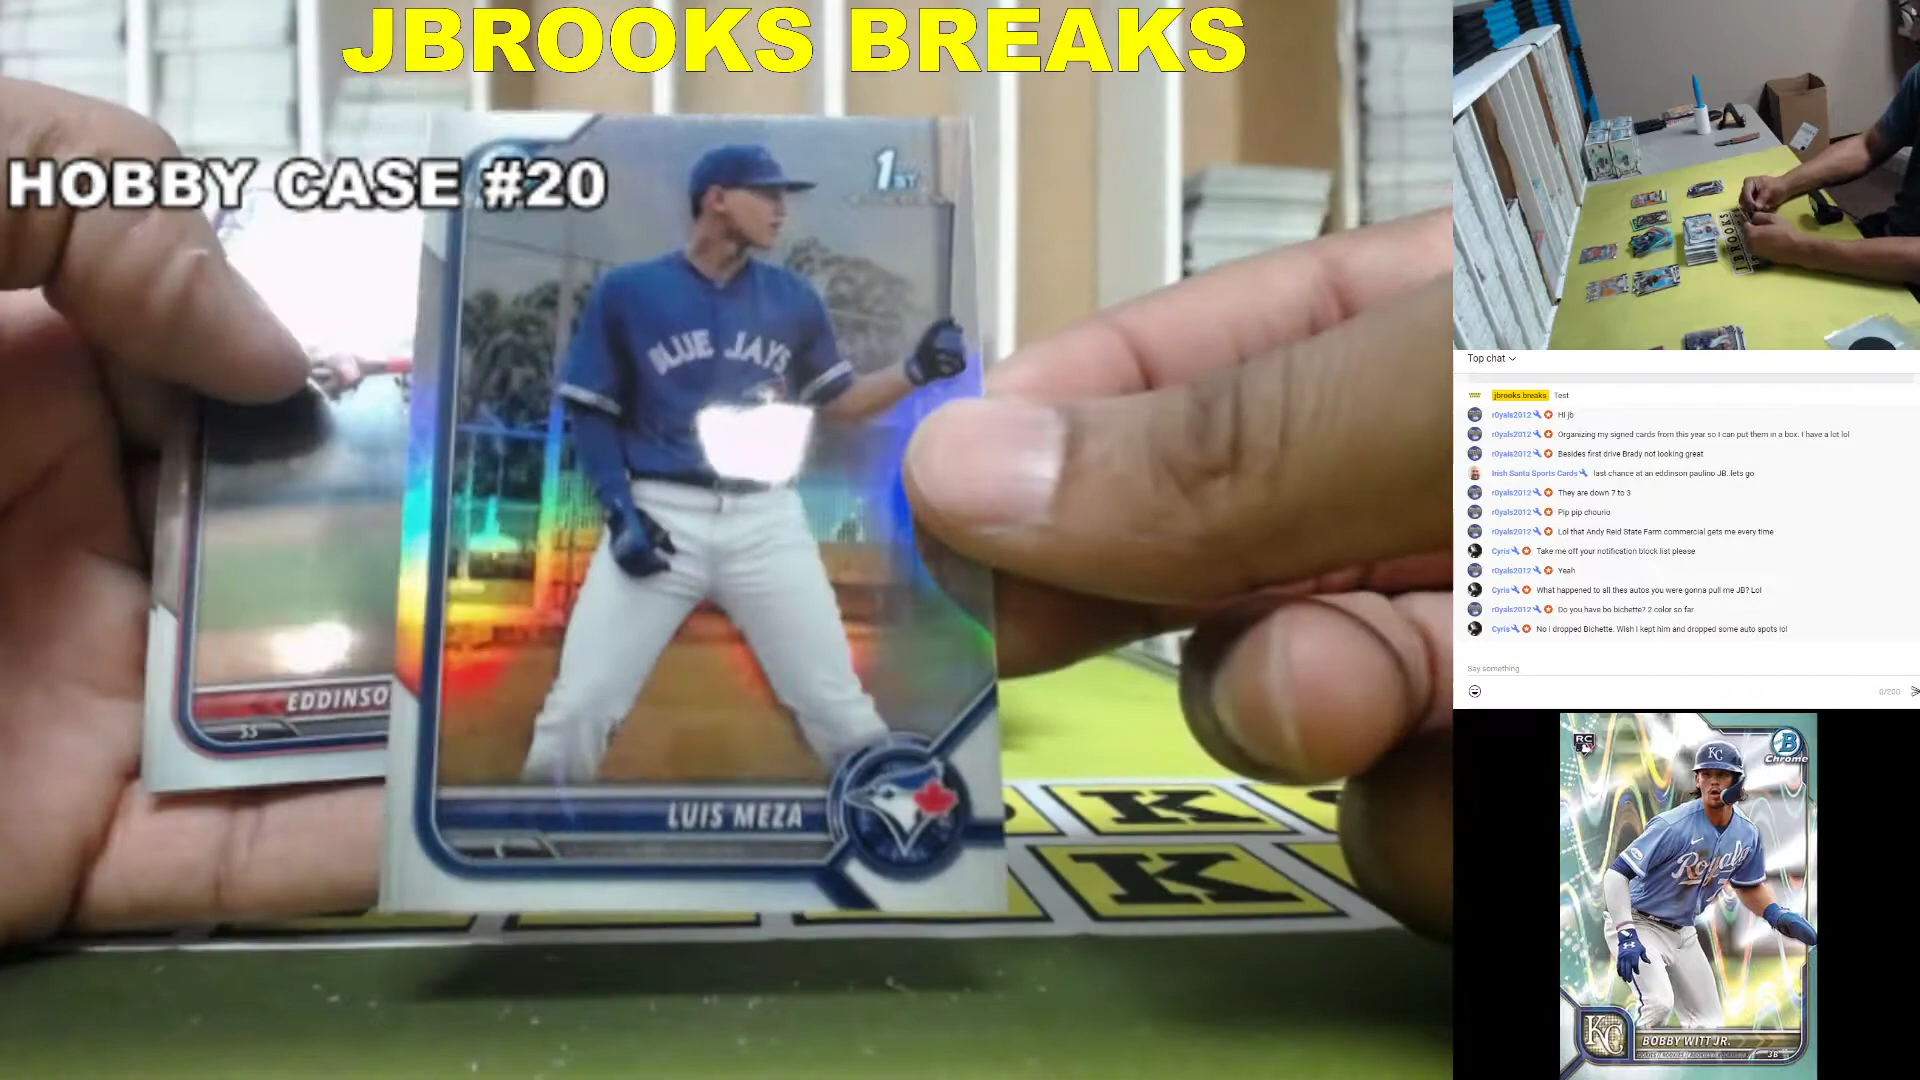 JBROOKS BREAKS
HOBBY CASE #20
1ST
BLUE JAYS
EDDINSO
SS
LUIS MEZA
K
K
JBROOKS
Top chat
jbrooks breaks Test
r0yals2012 Hi jb
r0yals2012 Organizing my signed cards from this year so I can put them in a box. I have a lot lol
r0yals2012 Besides first drive Brady not looking great
Irish Santa Sports Cards last chance at an eddinson paulino JB..lets go
r0yals2012 They are down 7 to 3
r0yals2012 Pip pip chourio
r0yals2012 Lol that Andy Reid State Farm commercial gets me every time
Cyris Take me off your notification block list please
r0yals2012 Yeah
Cyris What happened to all thes autos you were gonna pull me JB? Lol
r0yals2012 Do you have bo bichette? 2 color so far
Cyris No I dropped Bichette. Wish I kept him and dropped some auto spots lol
Say something
0/200
RC
B
Chrome
KC
Royals
KC
BOBBY WITT JR.